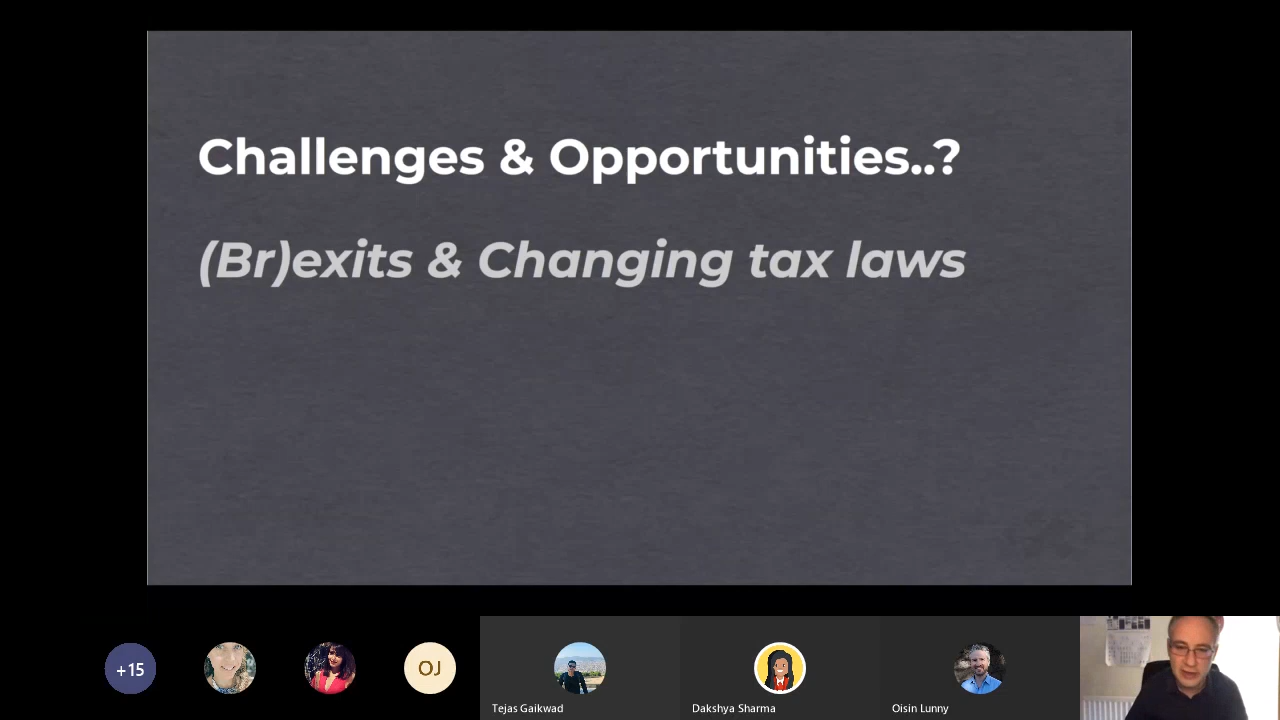 Challenges & Opportunities..?
(Br)exits & Changing tax laws
+15
OJ
Tejas Gaikwad
Dakshya Sharma
Oisin Lunny